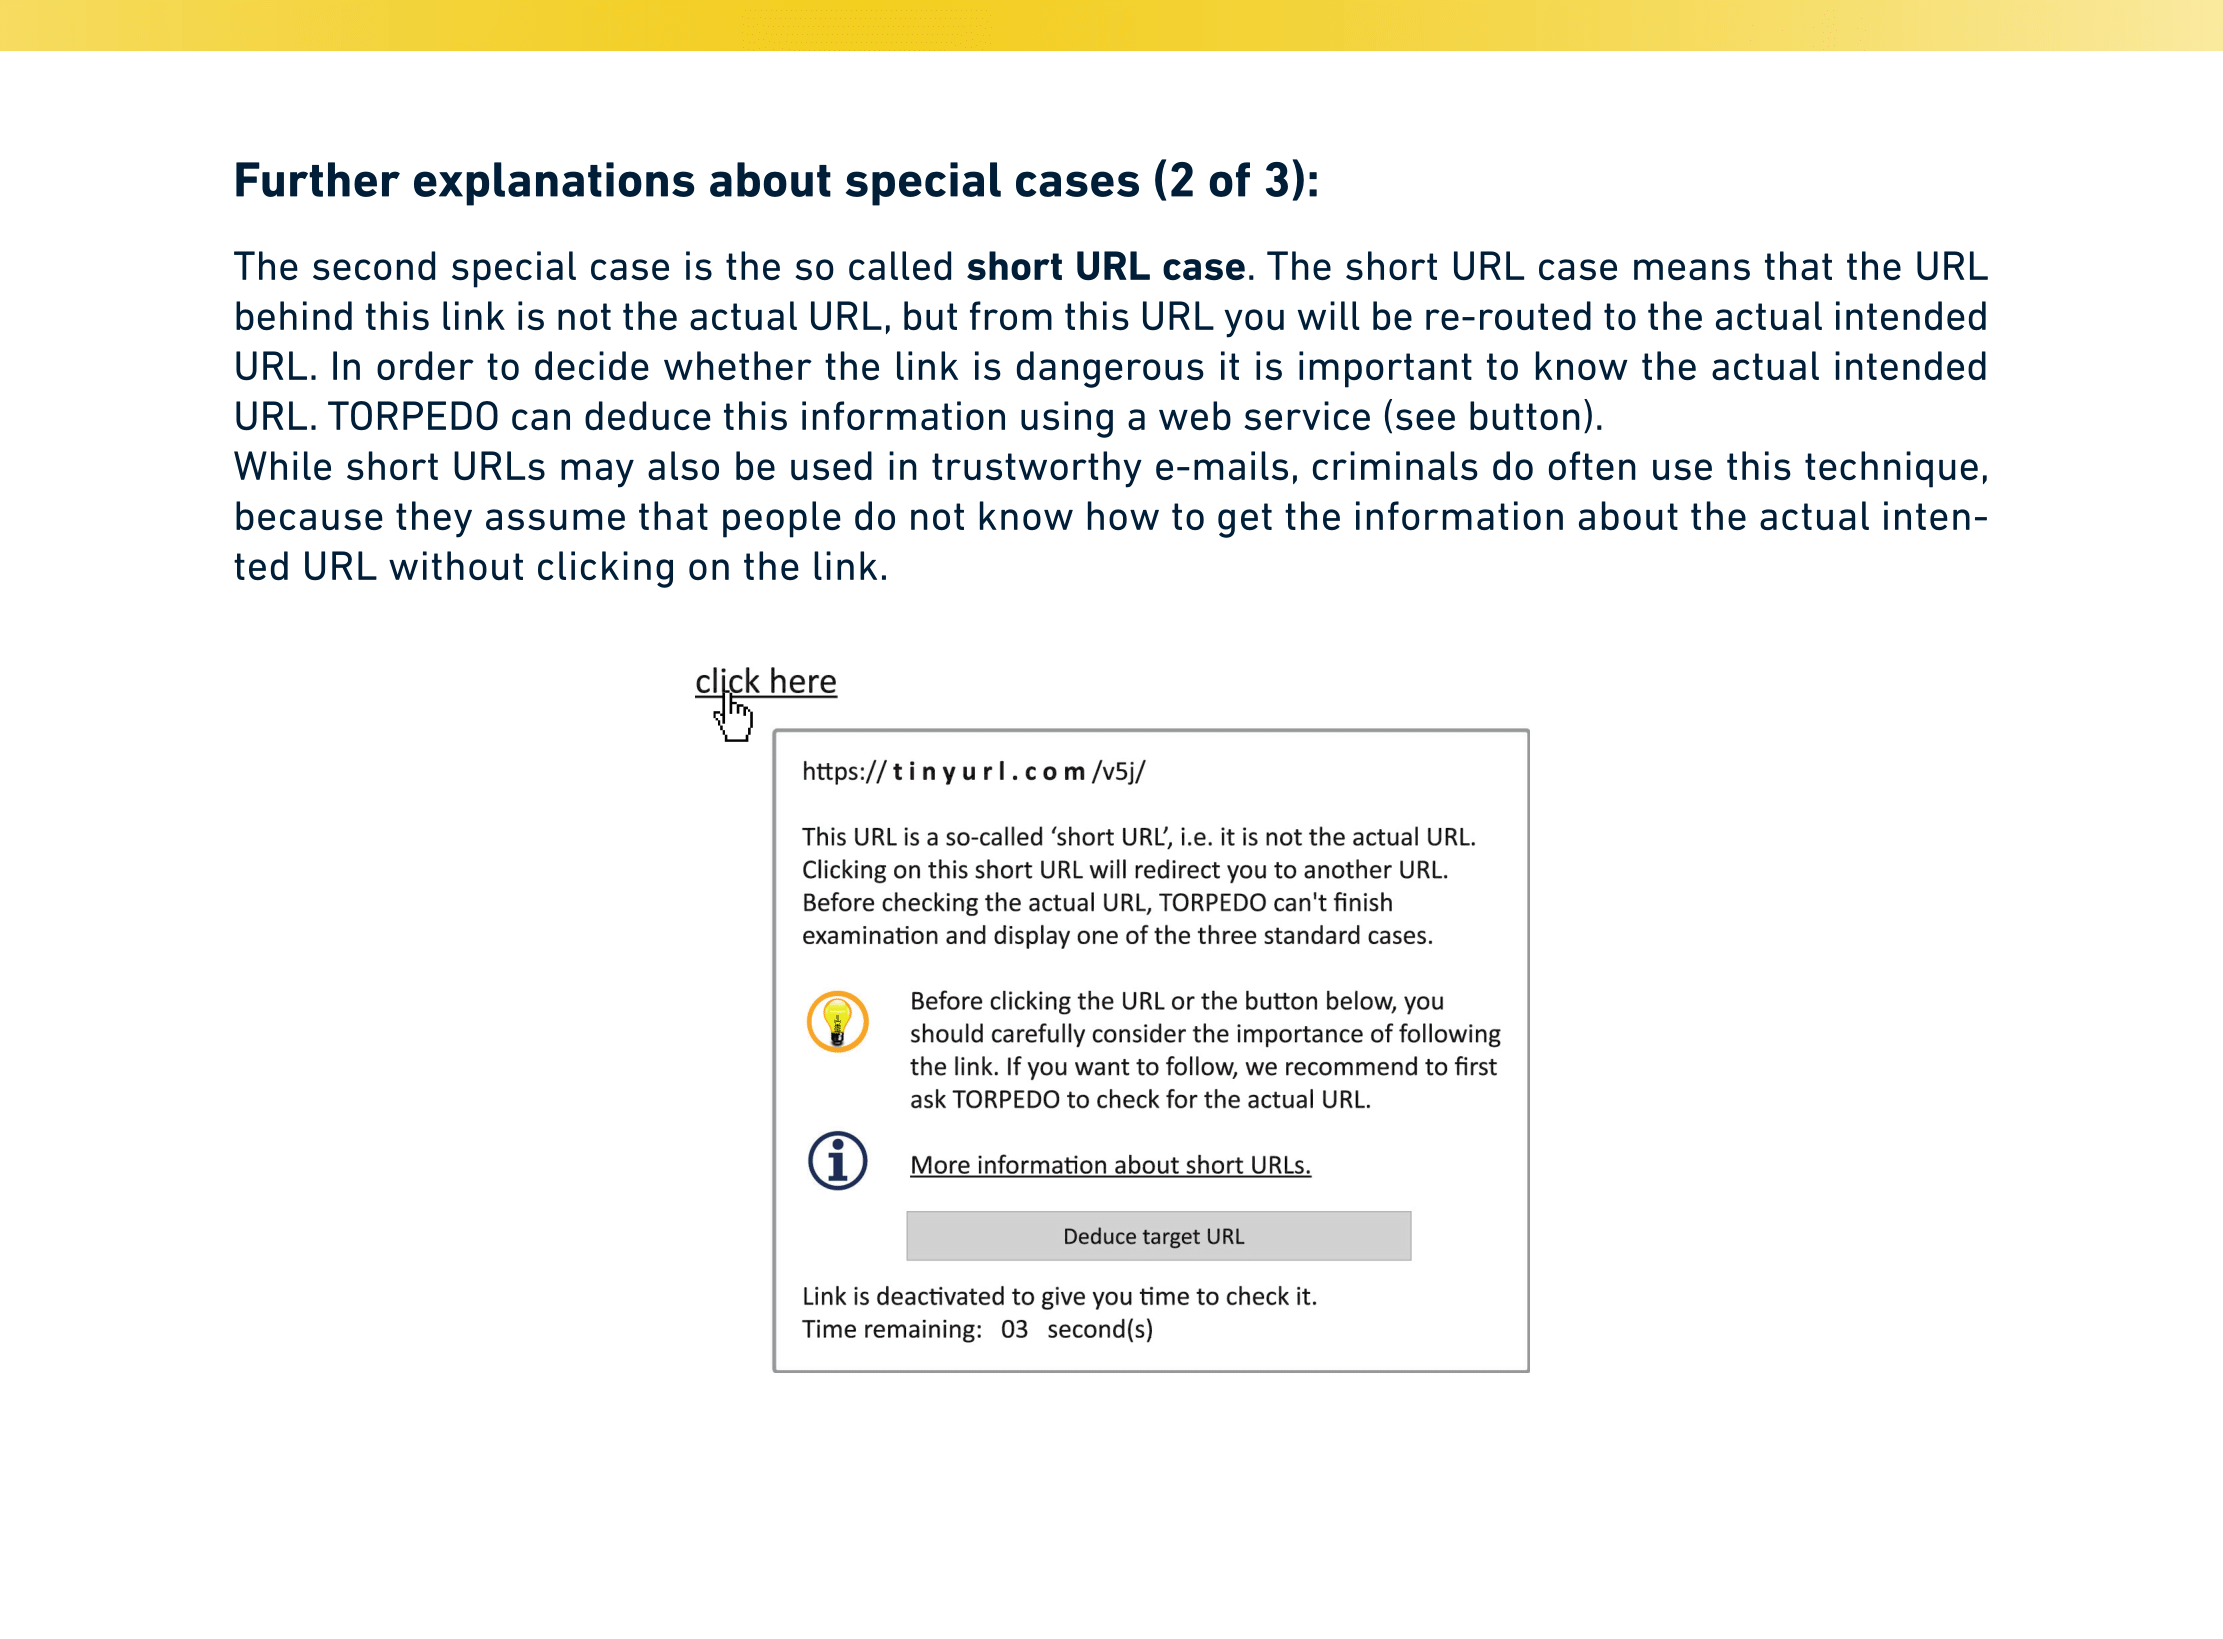 Further explanations about special cases (2 of 3):
The second special case is the so called short URL case. The short URL case means that the URL
behind this link is not the actual URL, but from this URL you will be re-routed to the actual intended
URL. In order to decide whether the link is dangerous it is important to know the actual intended
URL. TORPEDO can deduce this information using a web service (see button).
While short URLs may also be used in trustworthy e-mails, criminals do often use this technique,
because they assume that people do not know how to get the information about the actual inten-
ted URL without clicking on the link.
click here
https://tinyurl.com/v5j/
This URL is a so-called ‘short URL’, i.e. it is not the actual URL.
Clicking on this short URL will redirect you to another URL.
Before checking the actual URL, TORPEDO can't finish
examination and display one of the three standard cases.
Before clicking the URL or the button below, you
should carefully consider the importance of following
the link. If you want to follow, we recommend to first
ask TORPEDO to check for the actual URL.
More information about short URLs.
Deduce target URL
Link is deactivated to give you time to check it.
Time remaining: 03 second(s)